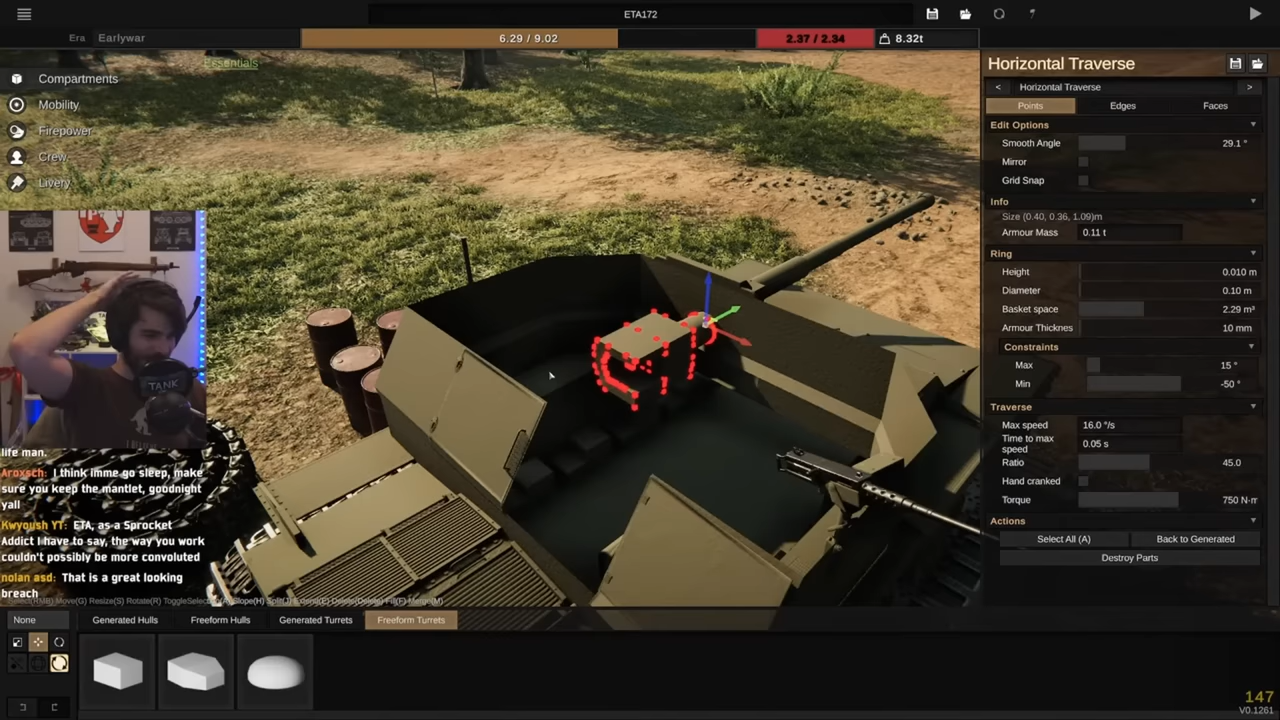 ETA172
Era Earlywar
6.29 / 9.02
2.37 / 2.34
8.32t
Essentials
Compartments
Mobility
Firepower
Crew
Livery
TANK
life man.
Aroxsch: I think imme go sleep, make
sure you keep the mantlet, goodnight
yall
Kwyoush YT: ETA, as a Sprocket
Addict I have to say, the way you work
couldn't possibly be more convoluted
nolan asd: That is a great looking
breach
Horizontal Traverse
< Horizontal Traverse >
Points Edges Faces
Edit Options
Smooth Angle 29.1 °
Mirror
Grid Snap
Info
Size (0.40, 0.36, 1.09)m
Armour Mass 0.11 t
Ring
Height 0.010 m
Diameter 0.10 m
Basket space 2.29 m³
Armour Thicknes 10 mm
Constraints
Max 15 °
Min -50 °
Traverse
Max speed 16.0 °/s
Time to max
speed 0.05 s
Ratio 45.0
Hand cranked
Torque 750 N·m
Actions
Select All (A) Back to Generated
Destroy Parts
None
Generated Hulls Freeform Hulls Generated Turrets Freeform Turrets
147
V0.1261